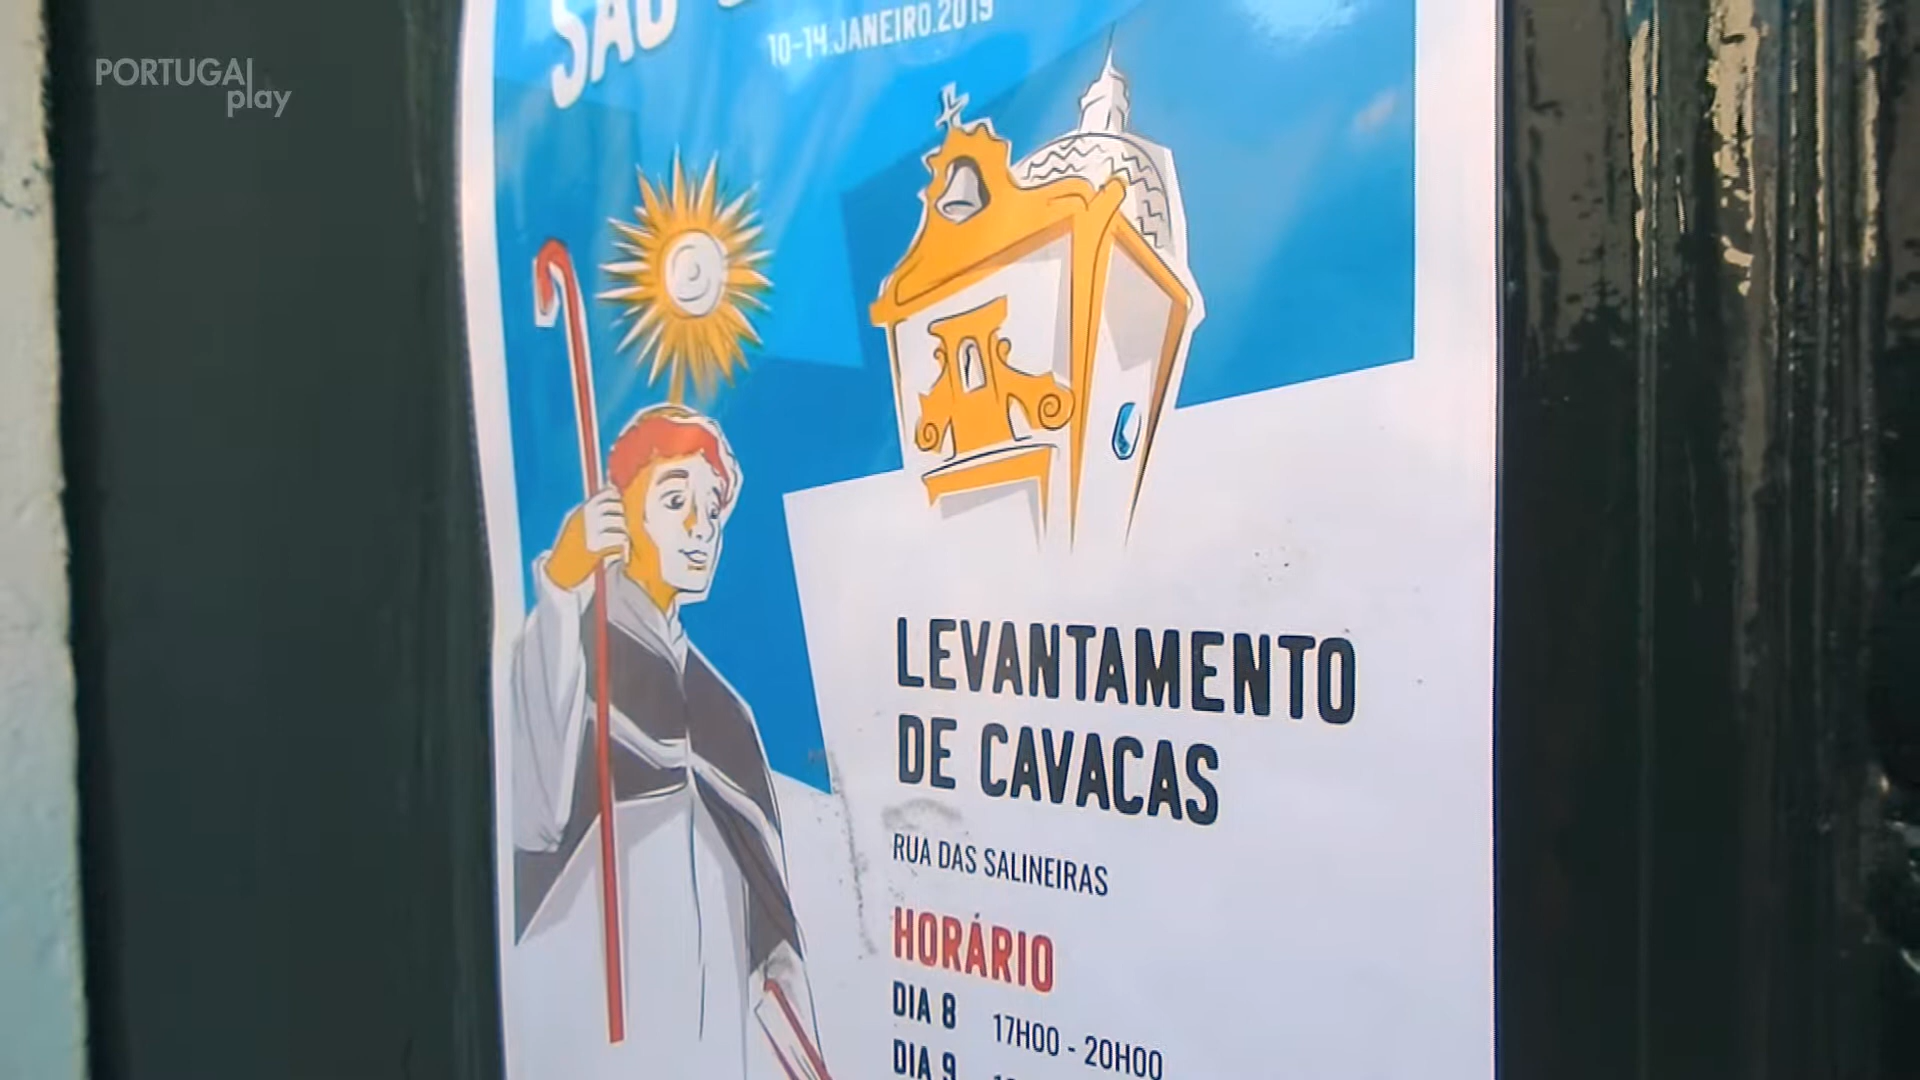 PORTUGAL
play
SÃO
10-14.JANEIRO.2019
LEVANTAMENTO
DE CAVACAS
RUA DAS SALINEIRAS
HORÁRIO
DIA 8 17H00 - 20H00
DIA 9